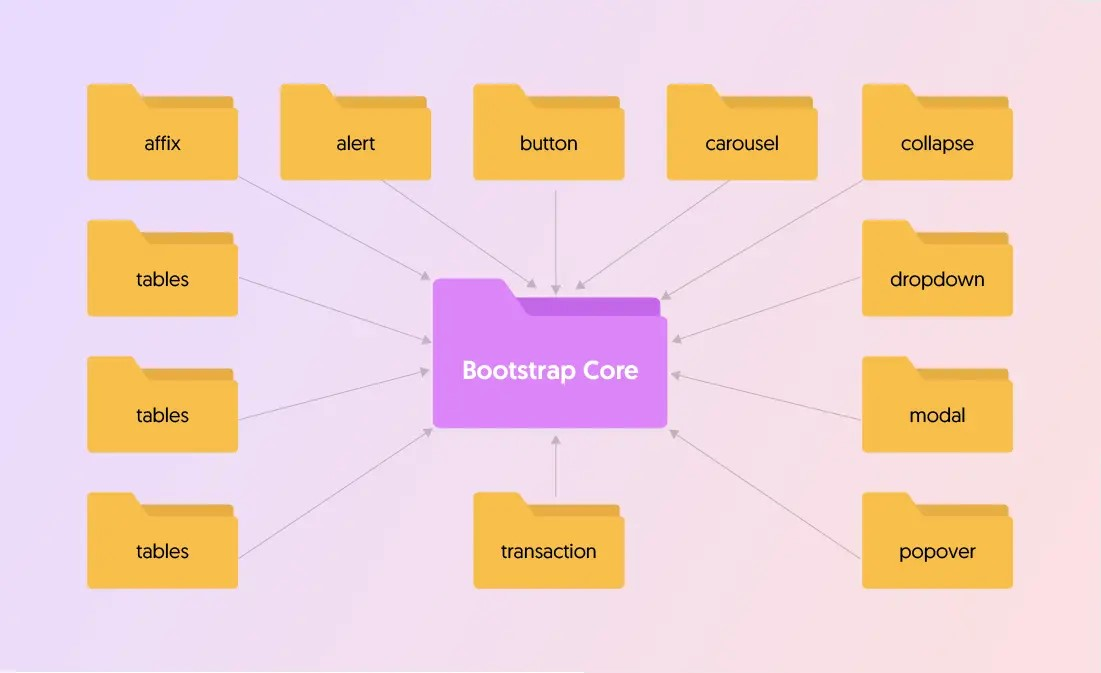 affix
alert
button
carousel
collapse
tables
dropdown
Bootstrap Core
tables
modal
tables
transaction
popover